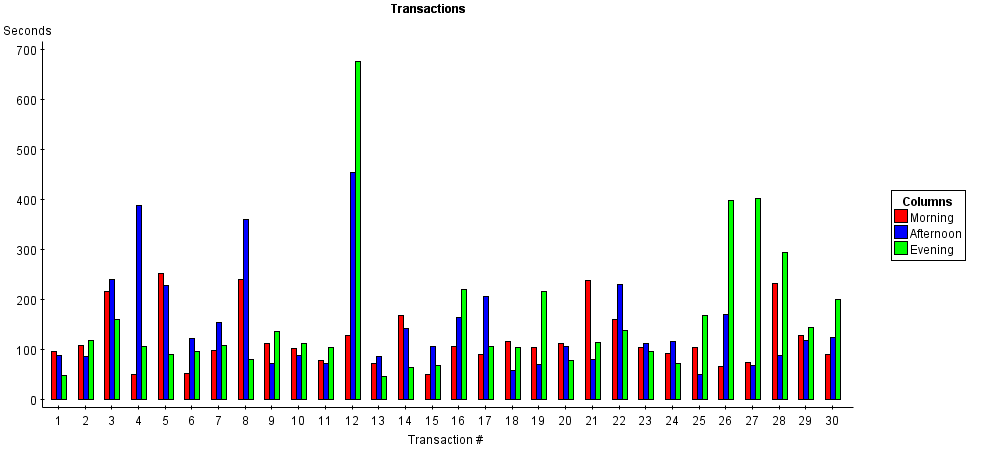 Transactions
Seconds
700
600
500
400
300
200
100
0
1 2 3 4 5 6 7 8 9 10 11 12 13 14 15 16 17 18 19 20 21 22 23 24 25 26 27 28 29 30
Transaction #
Columns
Morning
Afternoon
Evening